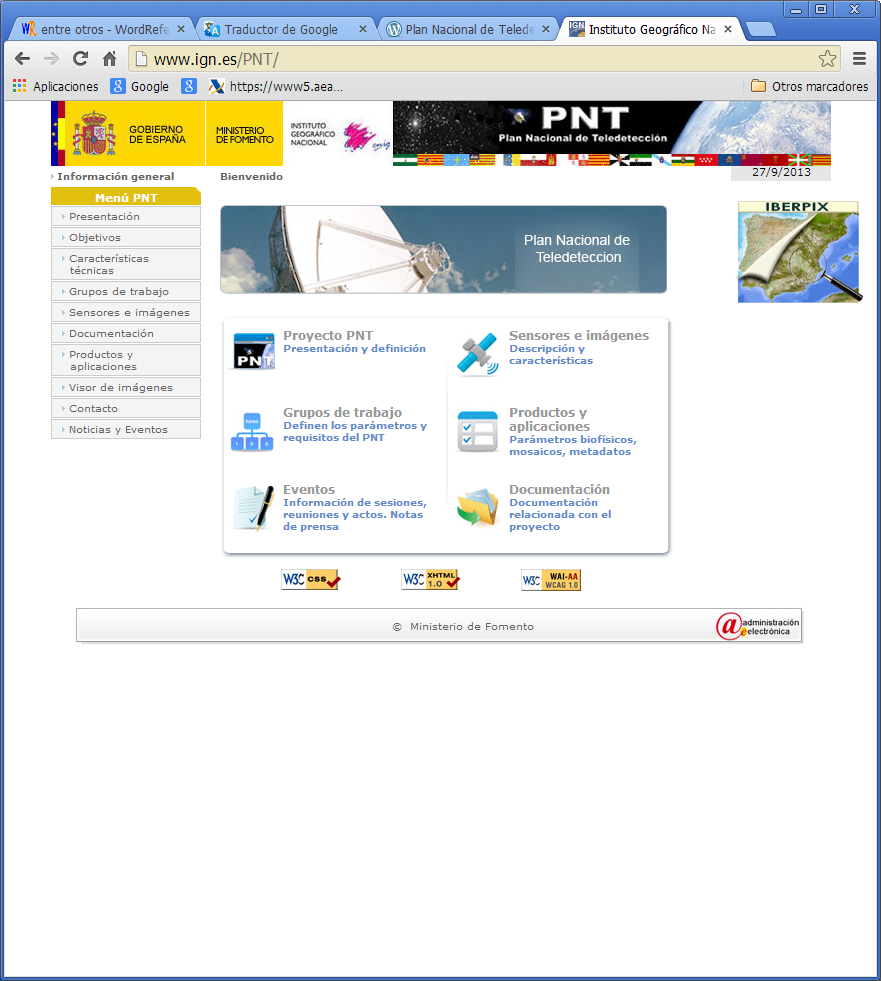 entre otros - WordRefe
Traductor de Google
Plan Nacional de Telede
Instituto Geográfico Na
www.ign.es/PNT/
Aplicaciones
Google
https://www5.aea...
Otros marcadores
GOBIERNO
DE ESPAÑA
MINISTERIO
DE FOMENTO
INSTITUTO
GEOGRÁFICO
NACIONAL
cnig
PNT
Plan Nacional de Teledetección
Información general
Bienvenido
27/9/2013
Menú PNT
Presentación
Objetivos
Características
técnicas
Grupos de trabajo
Sensores e imágenes
Documentación
Productos y
aplicaciones
Visor de imágenes
Contacto
Noticias y Eventos
Plan Nacional de
Teledeteccion
IBERPIX
PNT
Proyecto PNT
Presentación y definición
Sensores e imágenes
Descripción y
características
Grupos de trabajo
Definen los parámetros y
requisitos del PNT
Productos y
aplicaciones
Parámetros biofísicos,
mosaicos, metadatos
Eventos
Información de sesiones,
reuniones y actos. Notas
de prensa
Documentación
Documentación
relacionada con el
proyecto
W3C css
W3C XHTML
1.0
W3C WAI-AA
WCAG 1.0
© Ministerio de Fomento
administración
electrónica